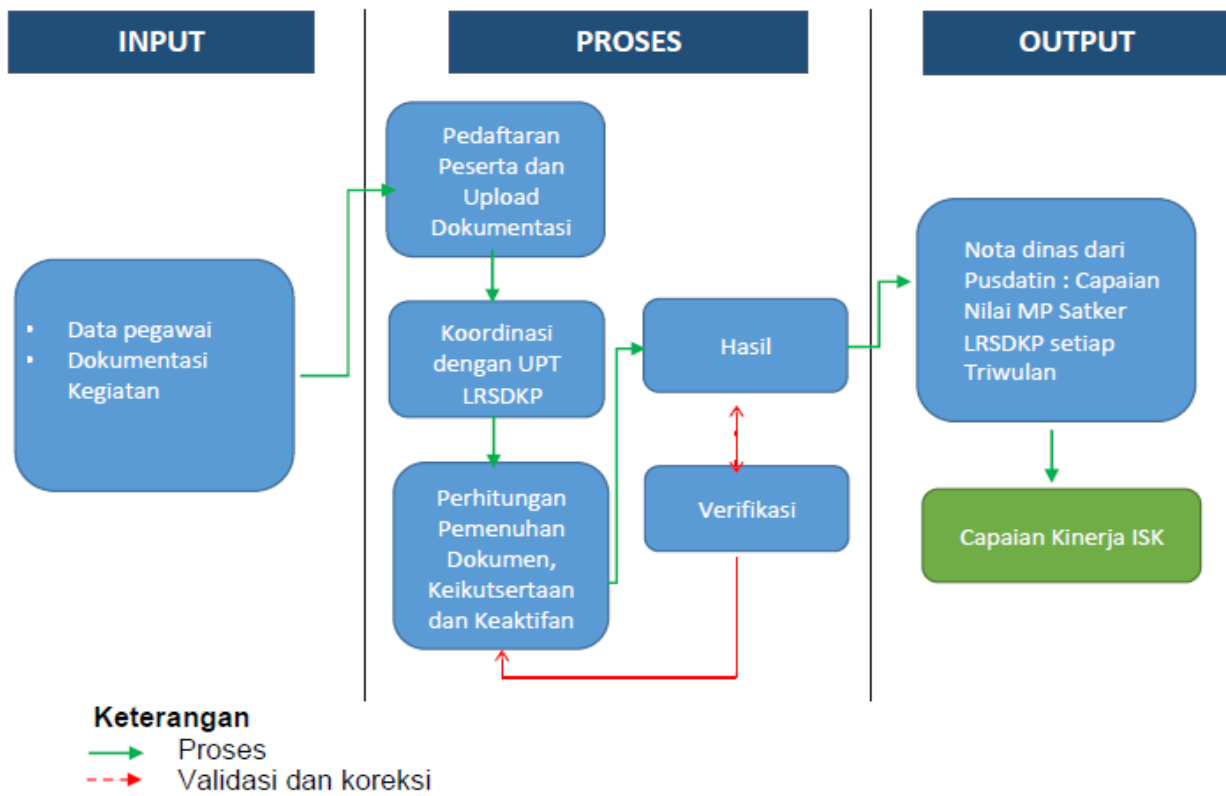 INPUT
PROSES
OUTPUT
• Data pegawai
• Dokumentasi
Kegiatan
Pedaftaran
Peserta dan
Upload
Dokumentasi
Koordinasi
dengan UPT
LRSDKP
Perhitungan
Pemenuhan
Dokumen,
Keikutsertaan
dan Keaktifan
Hasil
Verifikasi
Nota dinas dari
Pusdatin : Capaian
Nilai MP Satker
LRSDKP setiap
Triwulan
Capaian Kinerja ISK
Keterangan
Proses
Validasi dan koreksi